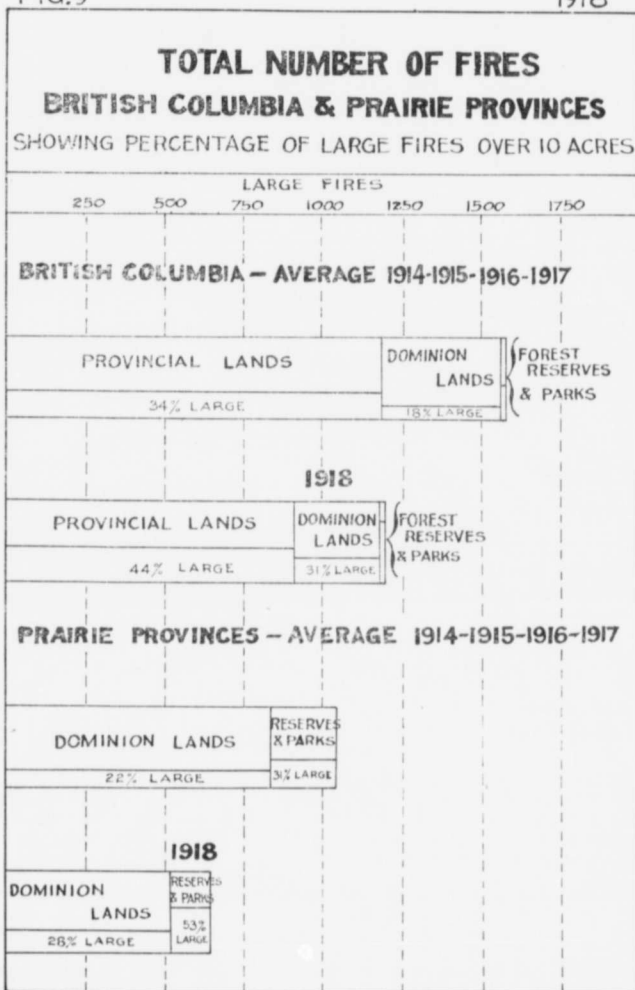 FIG. 9 1918
TOTAL NUMBER OF FIRES
BRITISH COLUMBIA & PRAIRIE PROVINCES
SHOWING PERCENTAGE OF LARGE FIRES OVER 10 ACRES
LARGE FIRES
250 500 750 1000 1250 1500 1750
BRITISH COLUMBIA - AVERAGE 1914-1915-1916-1917
PROVINCIAL LANDS
34% LARGE
DOMINION
LANDS
18% LARGE
FOREST
RESERVES
& PARKS
1918
PROVINCIAL LANDS
44% LARGE
DOMINION
LANDS
31% LARGE
FOREST
RESERVES
& PARKS
PRAIRIE PROVINCES - AVERAGE 1914-1915-1916-1917
DOMINION LANDS
22% LARGE
RESERVES
& PARKS
31% LARGE
1918
DOMINION
LANDS
28% LARGE
RESERVES
& PARKS
53%
LARGE